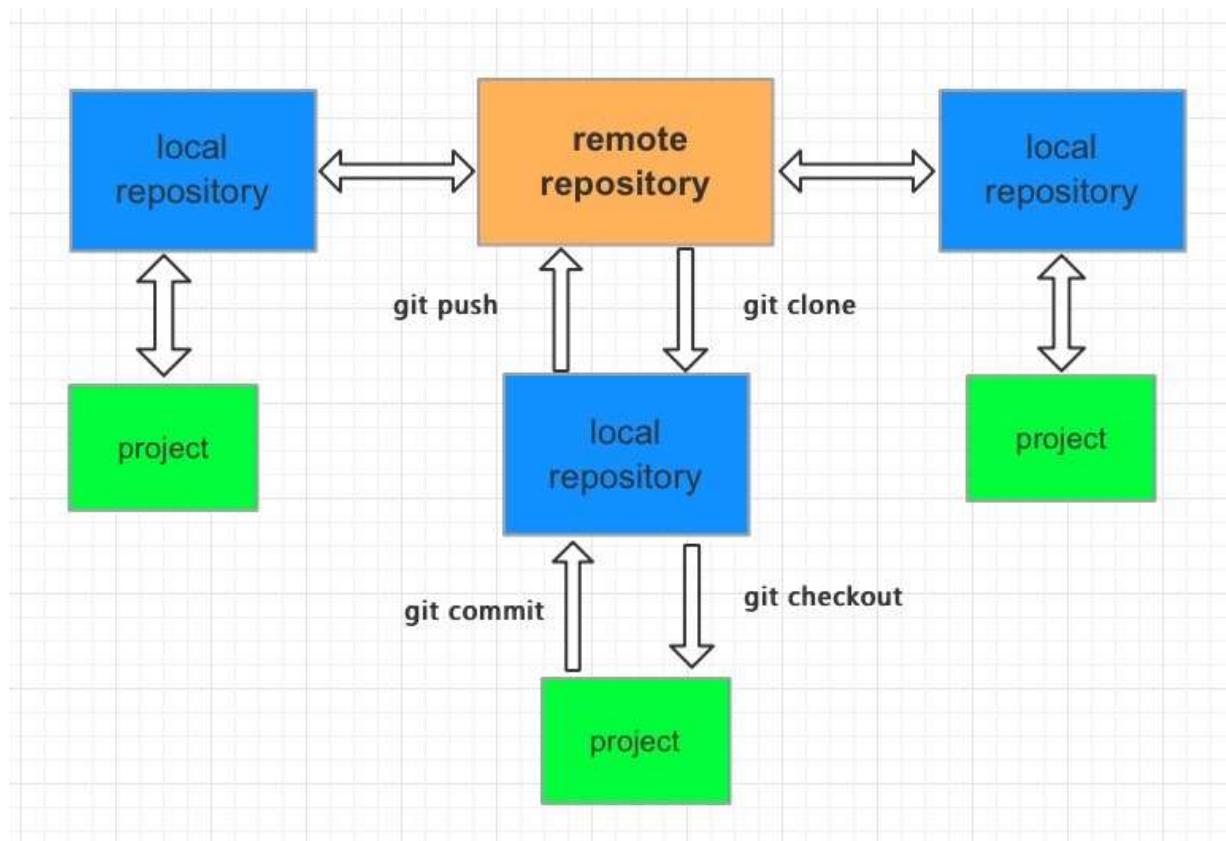 local
repository
remote
repository
local
repository
git push
git clone
project
local
repository
project
git commit
git checkout
project